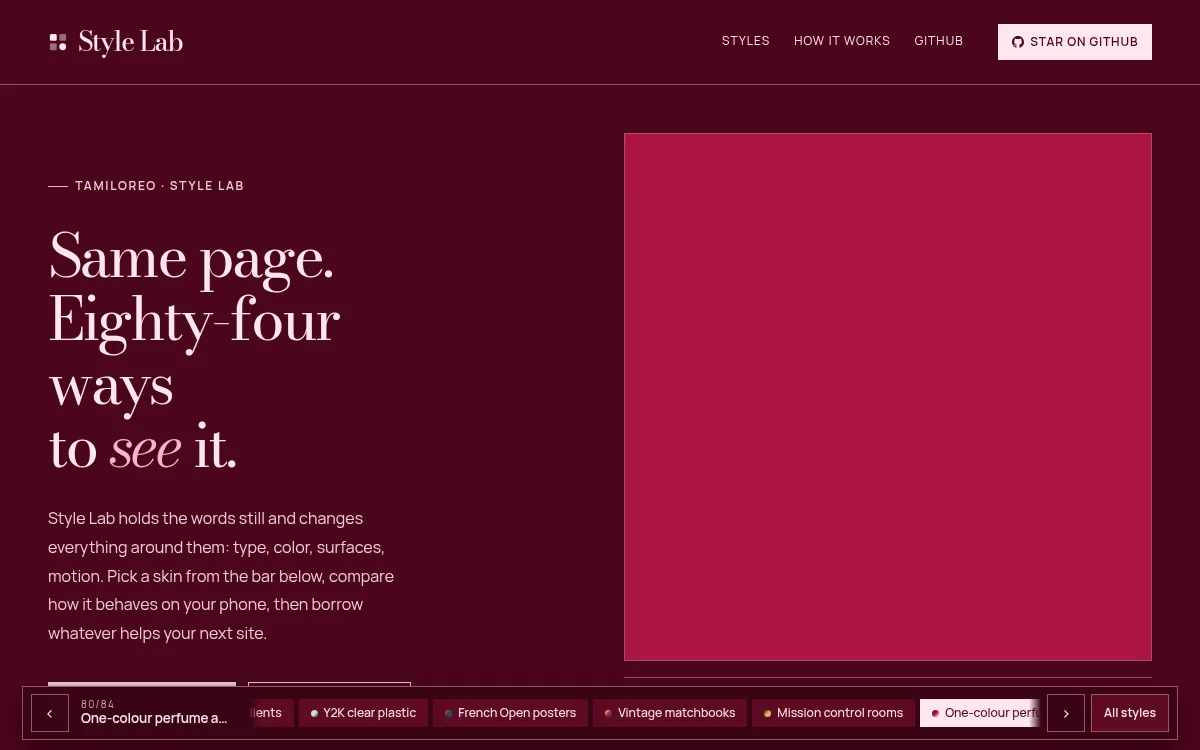 Style Lab
STYLES
HOW IT WORKS
GITHUB
STAR ON GITHUB
TAMILOREO · STYLE LAB
Same page.
Eighty-four
ways
to see it.
Style Lab holds the words still and changes
everything around them: type, color, surfaces,
motion. Pick a skin from the bar below, compare
how it behaves on your phone, then borrow
whatever helps your next site.
80/84
One-colour perfume a...
Y2K clear plastic
French Open posters
Vintage matchbooks
Mission control rooms
One-colour
All styles